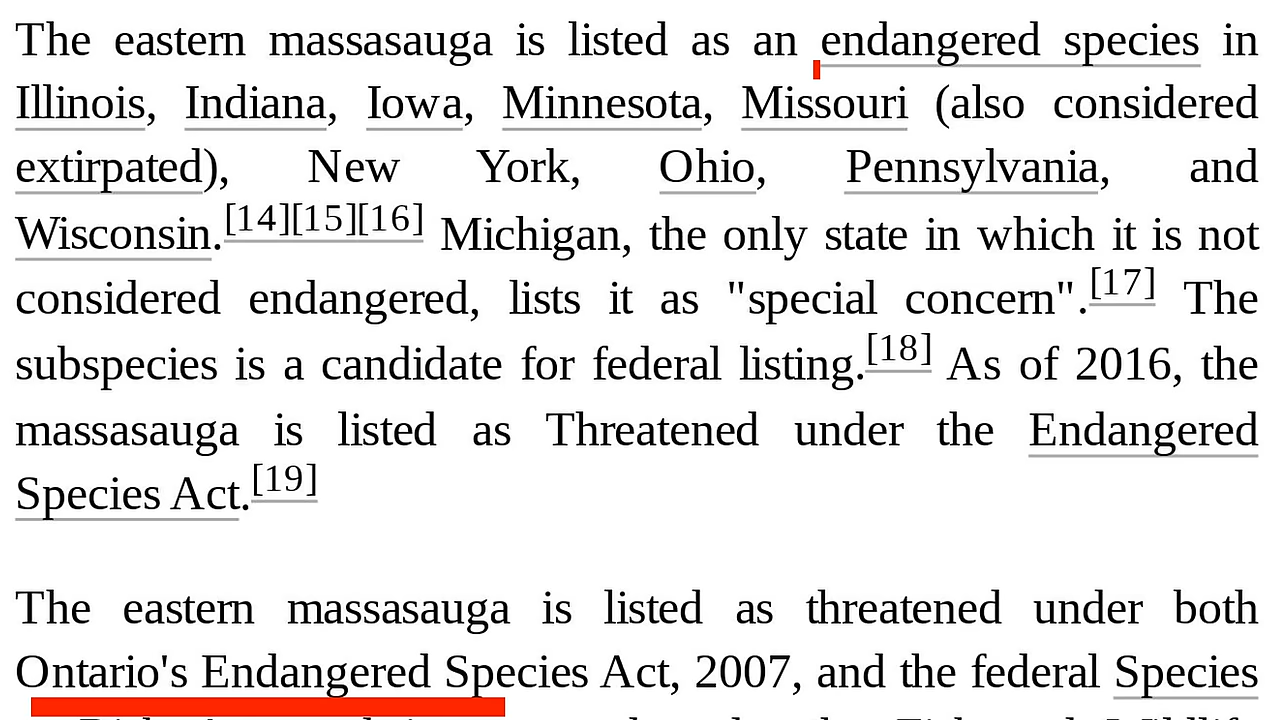 The eastern massasauga is listed as an endangered species in
Illinois, Indiana, Iowa, Minnesota, Missouri (also considered
extirpated), New York, Ohio, Pennsylvania, and
Wisconsin.[14][15][16] Michigan, the only state in which it is not
considered endangered, lists it as "special concern".[17] The
subspecies is a candidate for federal listing.[18] As of 2016, the
massasauga is listed as Threatened under the Endangered
Species Act.[19]
The eastern massasauga is listed as threatened under both
Ontario's Endangered Species Act, 2007, and the federal Species